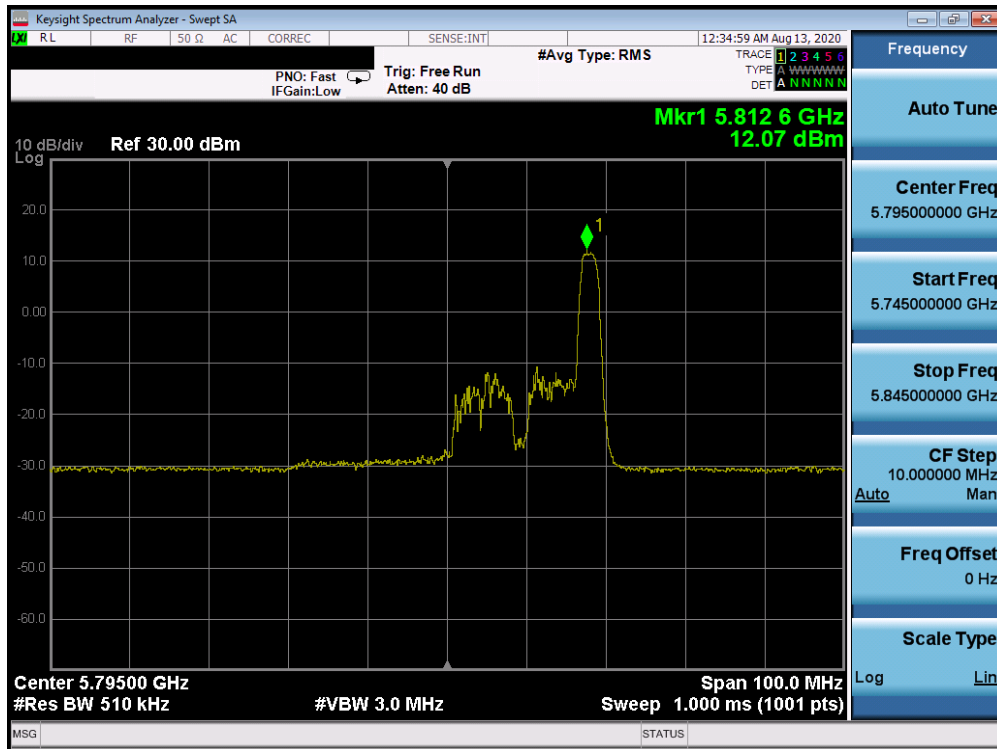 Keysight Spectrum Analyzer - Swept SA
LXI RL RF 50 Ω AC CORREC SENSE:INT 12:34:59 AM Aug 13, 2020
Frequency
#Avg Type: RMS
TRACE 1 2 3 4 5 6
PNO: Fast Trig: Free Run
TYPE A WWWWW
IFGain:Low Atten: 40 dB
DET A N N N N N
Mkr1 5.812 6 GHz
12.07 dBm
10 dB/div Ref 30.00 dBm
Log
20.0
1
10.0
0.00
-10.0
-20.0
-30.0
-40.0
-50.0
-60.0
Center 5.79500 GHz Span 100.0 MHz
#Res BW 510 kHz #VBW 3.0 MHz Sweep 1.000 ms (1001 pts)
MSG STATUS
Auto Tune
Center Freq
5.795000000 GHz
Start Freq
5.745000000 GHz
Stop Freq
5.845000000 GHz
CF Step
10.000000 MHz
Auto Man
Freq Offset
0 Hz
Scale Type
Log Lin